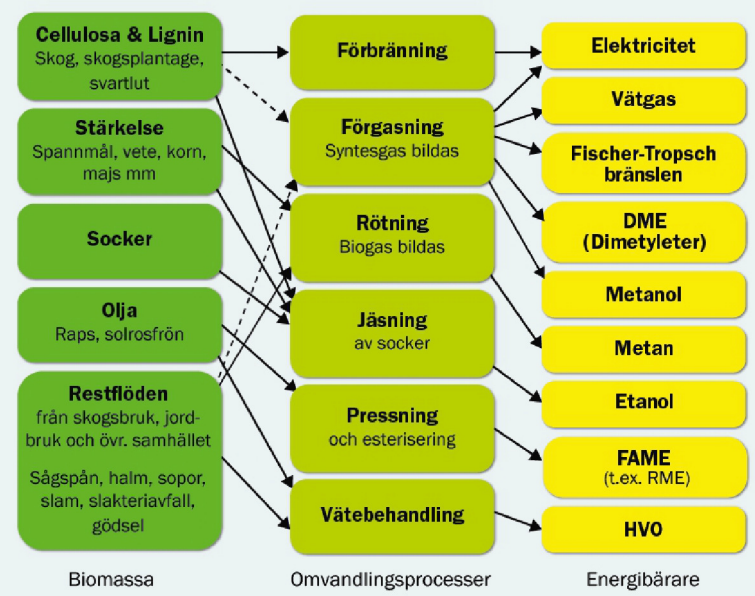 Cellulosa & Lignin
Skog, skogsplantage,
svartlut
Stärkelse
Spannmål, vete, korn,
majs mm
Socker
Olja
Raps, solrosfrön
Restflöden
från skogsbruk, jord-
bruk och övr. samhället
Sågspån, halm, sopor,
slam, slakteriavfall,
gödsel
Biomassa
Förbränning
Förgasning
Syntesgas bildas
Rötning
Biogas bildas
Jäsning
av socker
Pressning
och esterisering
Vätebehandling
Omvandlingsprocesser
Elektricitet
Vätgas
Fischer-Tropsch
bränslen
DME
(Dimetyleter)
Metanol
Metan
Etanol
FAME
(t.ex. RME)
HVO
Energibärare